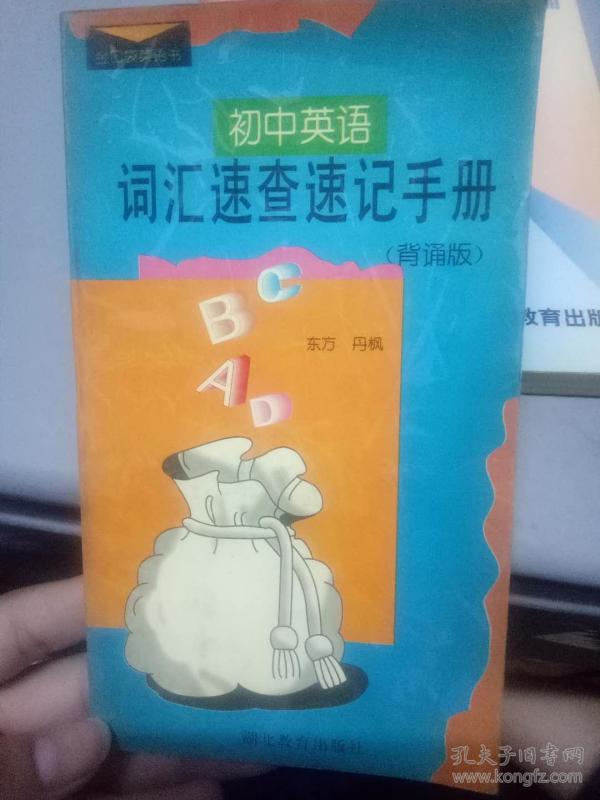 初中英语
词汇速查速记手册
(背诵版)
B C
A D
东方 丹枫
湖北教育出版社
教育出版
孔夫子旧书网
www.kongfz.com